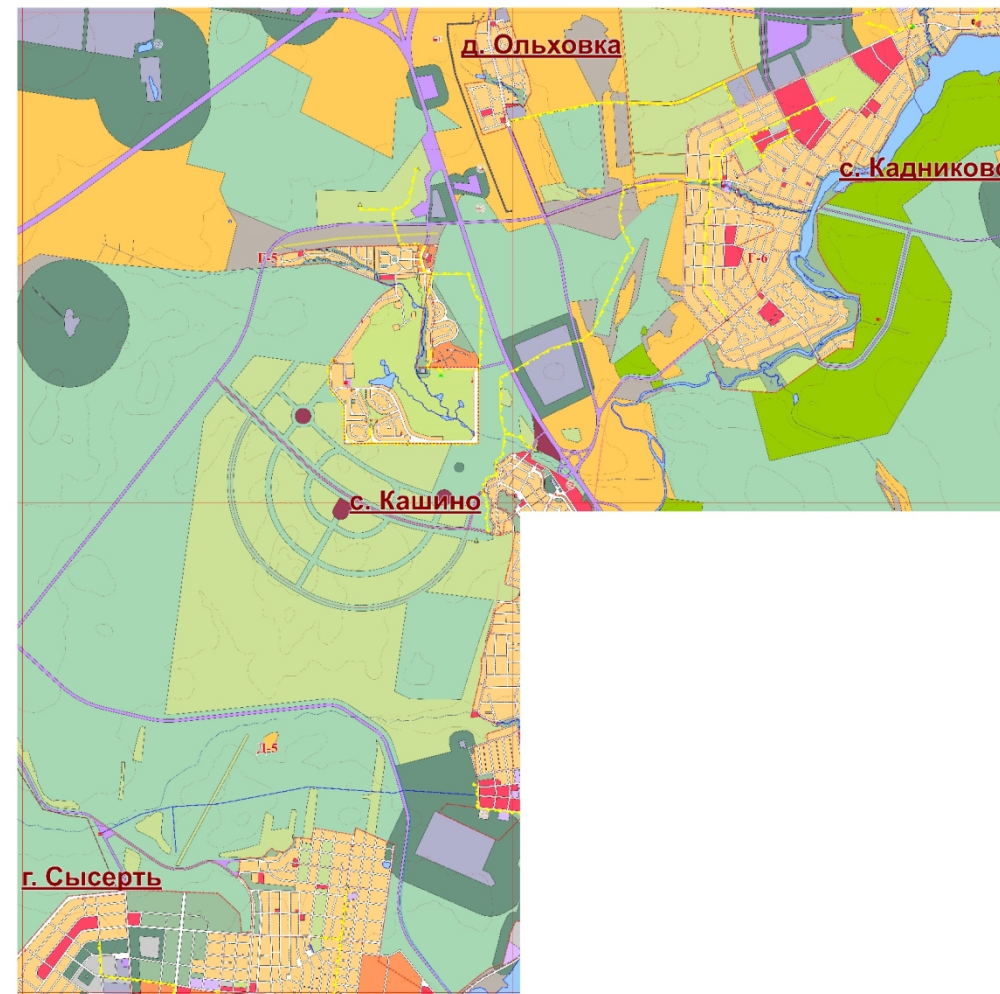 д. Ольховка
с. Кадниково
Г-5
Г-6
с. Кашино
Д-5
г. Сысерть